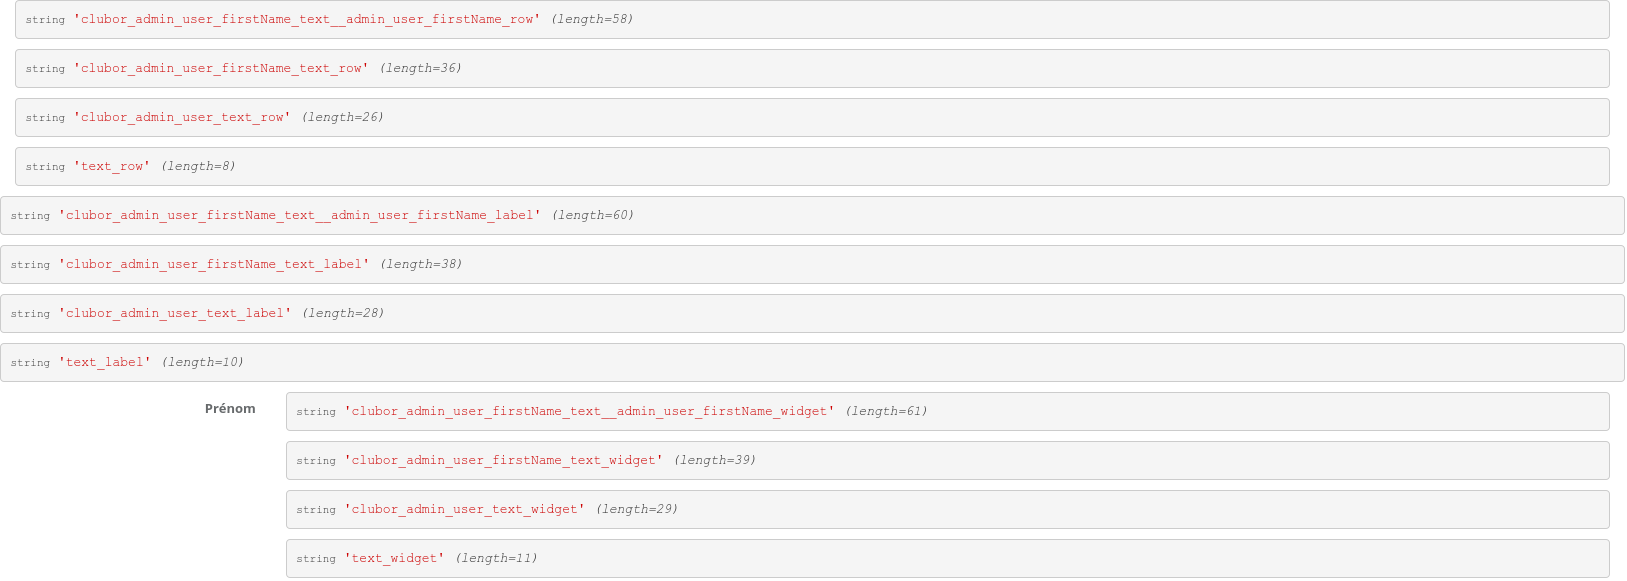 string 'clubor_admin_user_firstName_text__admin_user_firstName_row' (length=58)
string 'clubor_admin_user_firstName_text_row' (length=36)
string 'clubor_admin_user_text_row' (length=26)
string 'text_row' (length=8)
string 'clubor_admin_user_firstName_text__admin_user_firstName_label' (length=60)
string 'clubor_admin_user_firstName_text_label' (length=38)
string 'clubor_admin_user_text_label' (length=28)
string 'text_label' (length=10)
Prénom string 'clubor_admin_user_firstName_text__admin_user_firstName_widget' (length=61)
string 'clubor_admin_user_firstName_text_widget' (length=39)
string 'clubor_admin_user_text_widget' (length=29)
string 'text_widget' (length=11)